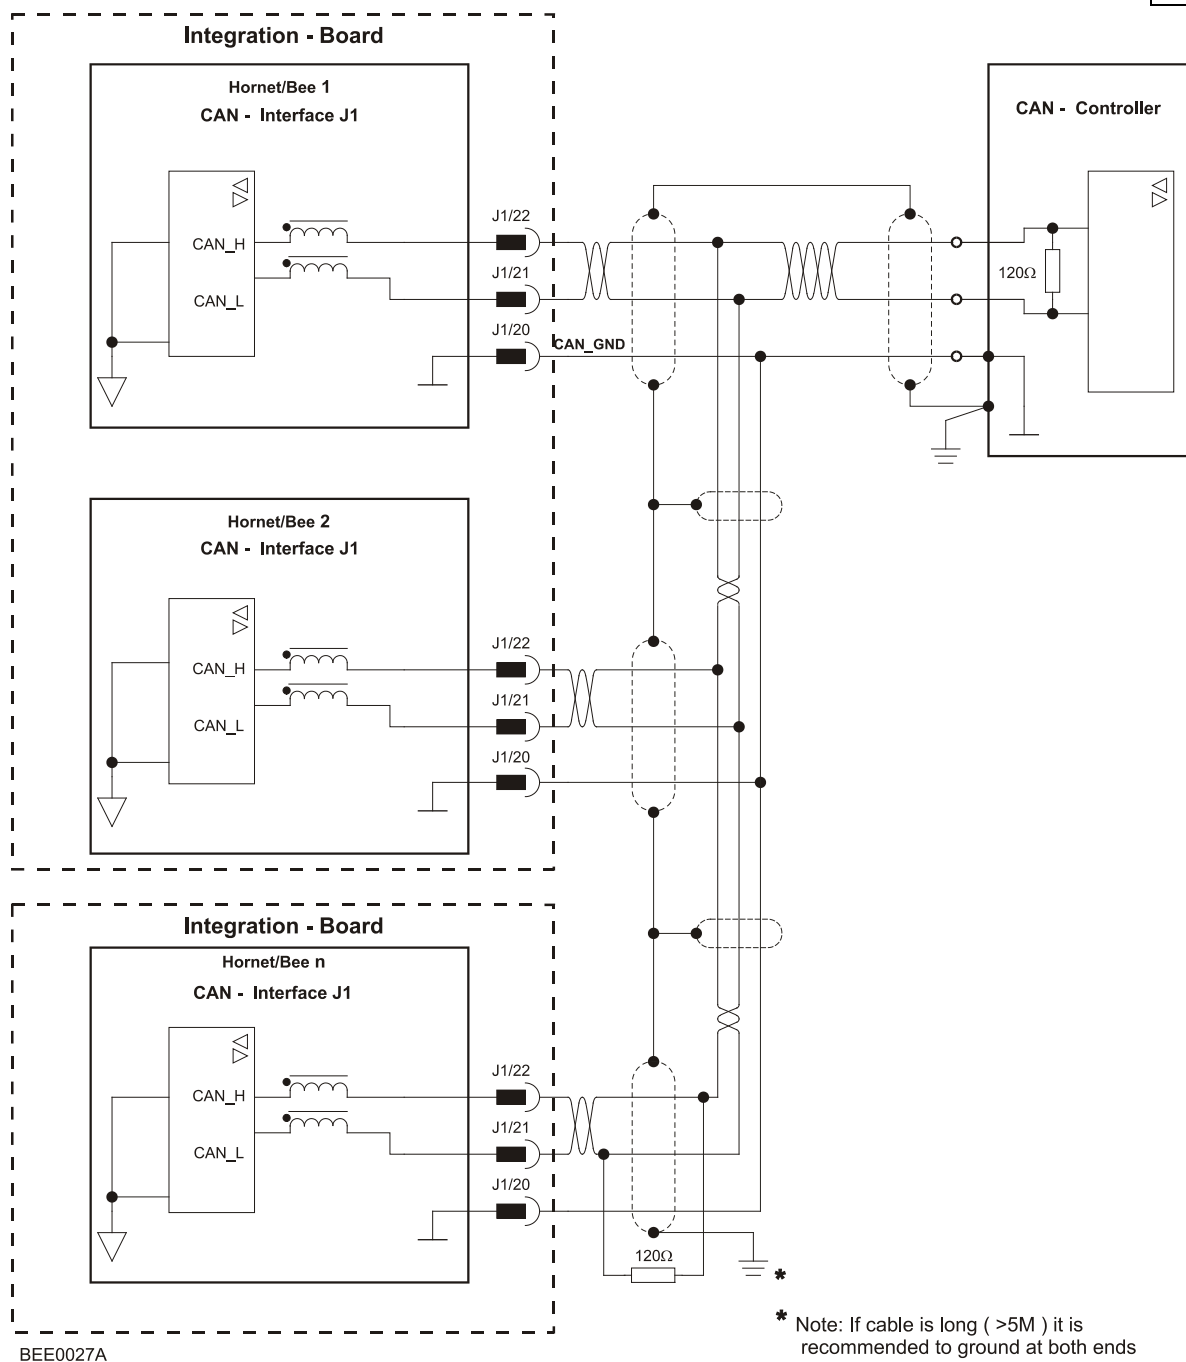 Integration - Board
Hornet/Bee 1
CAN - Interface J1
CAN - Controller
J1/22
CAN_H
J1/21
120Ω
CAN_L
J1/20
CAN_GND
Hornet/Bee 2
CAN - Interface J1
J1/22
CAN_H
J1/21
CAN_L
J1/20
Integration - Board
Hornet/Bee n
CAN - Interface J1
J1/22
CAN_H
J1/21
CAN_L
J1/20
120Ω
*
* Note: If cable is long ( >5M ) it is
recommended to ground at both ends
BEE0027A